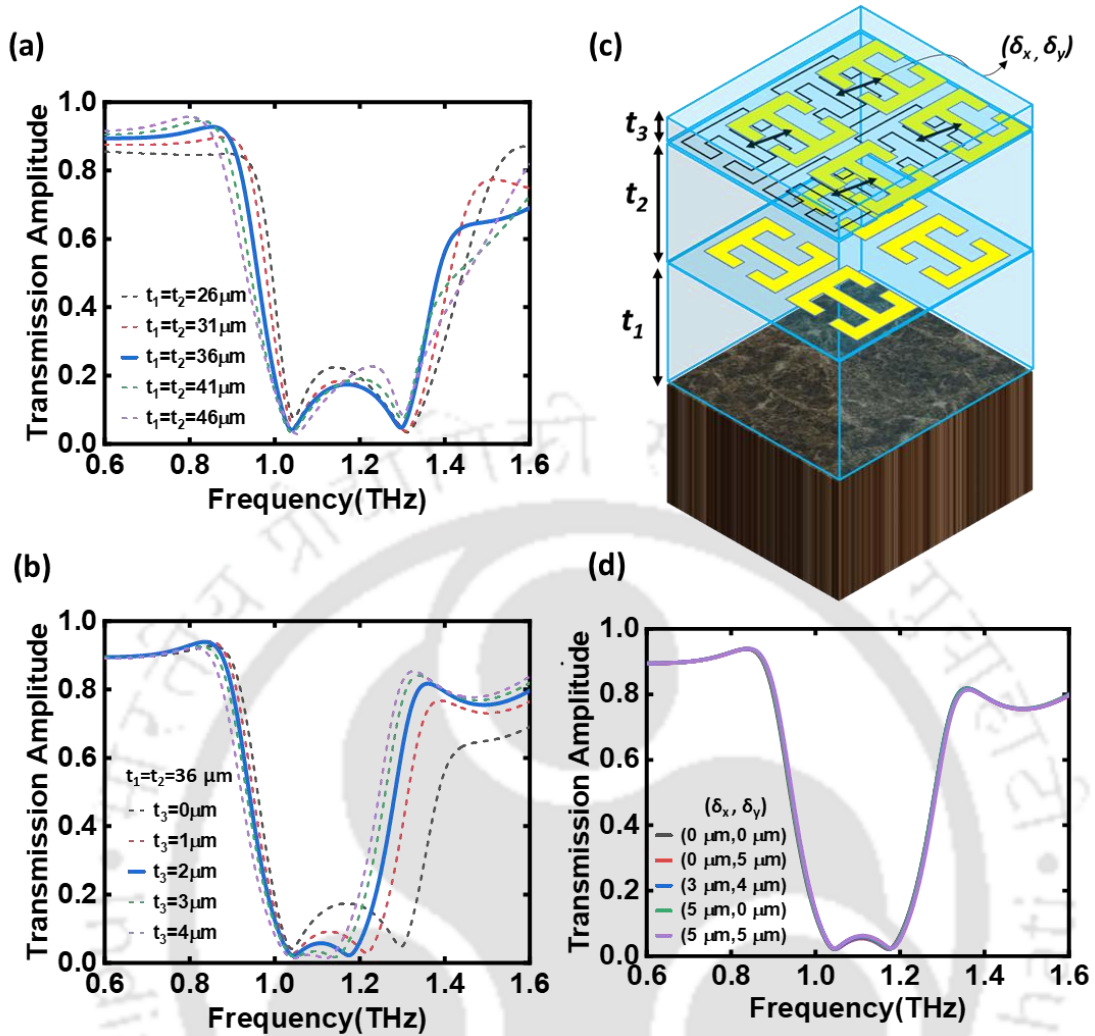 (a)
Transmission Amplitude
1.0
0.8
0.6
0.4
0.2
0.0
t₁=t₂=26μm
t₁=t₂=31μm
t₁=t₂=36μm
t₁=t₂=41μm
t₁=t₂=46μm
0.6 0.8 1.0 1.2 1.4 1.6
Frequency(THz)
(c)
(δₓ, δᵧ)
t₃
t₂
t₁
(b)
Transmission Amplitude
1.0
0.8
0.6
0.4
0.2
0.0
t₁=t₂=36 μm
t₃=0μm
t₃=1μm
t₃=2μm
t₃=3μm
t₃=4μm
0.6 0.8 1.0 1.2 1.4 1.6
Frequency(THz)
(d)
Transmission Amplitude
1.0
0.8
0.6
0.4
0.2
0.0
(δₓ, δᵧ)
(0 μm,0 μm)
(0 μm,5 μm)
(3 μm,4 μm)
(5 μm,0 μm)
(5 μm,5 μm)
0.6 0.8 1.0 1.2 1.4 1.6
Frequency(THz)